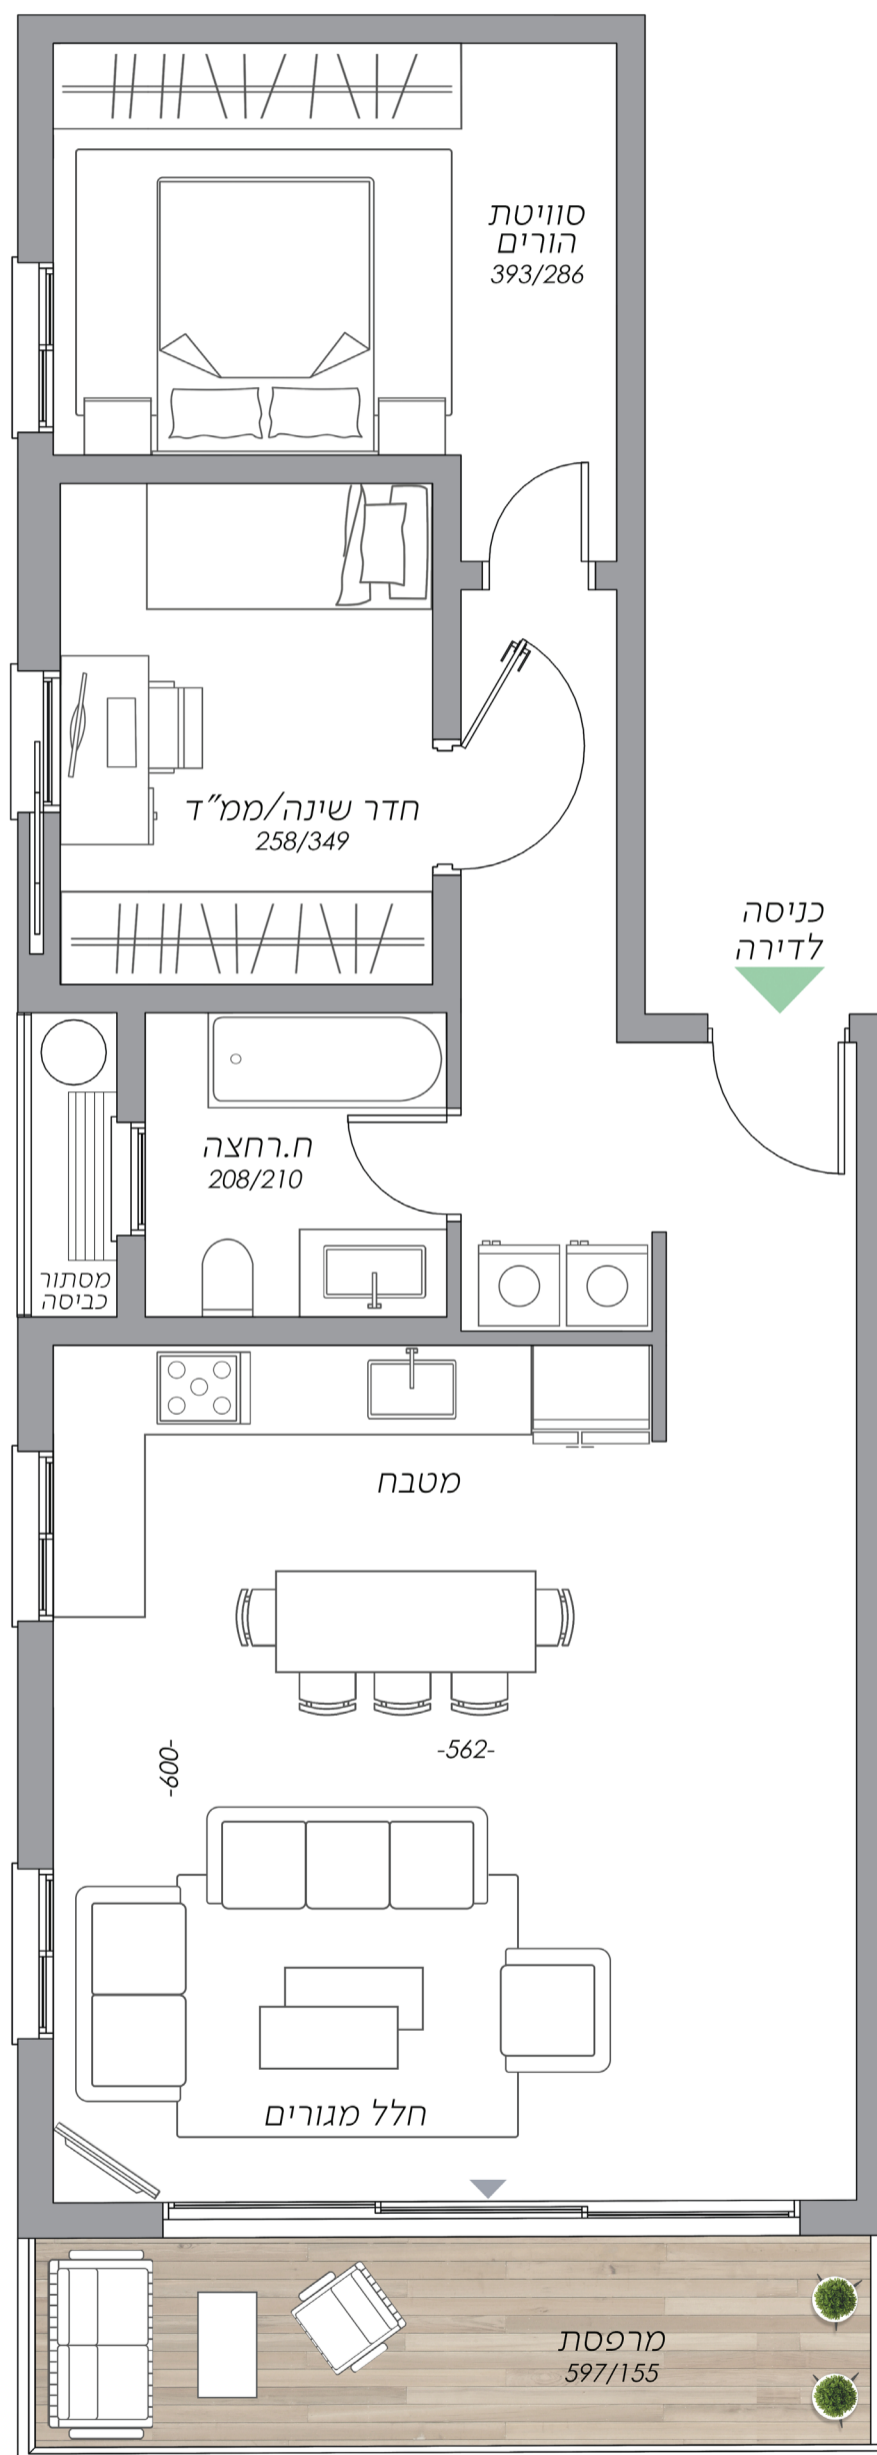 סוויטת
הורים
393/286
חדר שינה/ממ"ד
258/349
כניסה
לדירה
ח.רחצה
208/210
מסתור
כביסה
מטבח
-600-
-562-
חלל מגורים
מרפסת
597/155